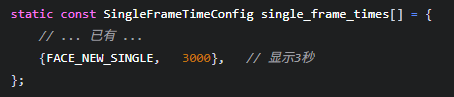 static const SingleFrameTimeConfig single_frame_times[] = {
    // ... 已有 ...
    {FACE_NEW_SINGLE,   3000},   // 显示3秒
};